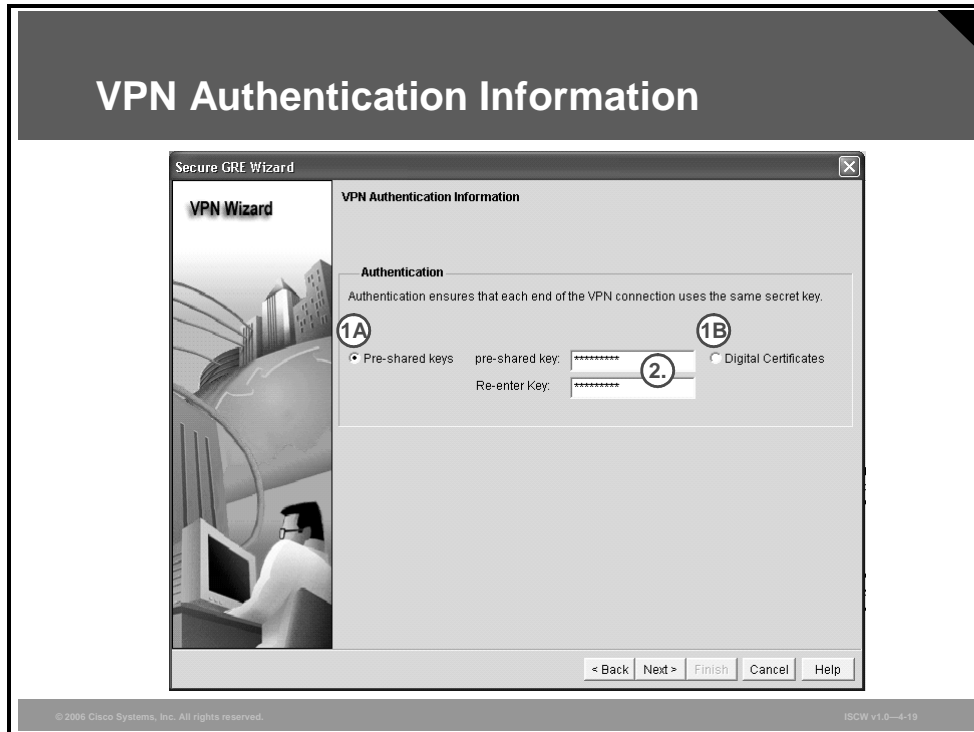 VPN Authentication Information
Secure GRE Wizard
VPN Wizard
VPN Authentication Information
Authentication
Authentication ensures that each end of the VPN connection uses the same secret key.
1A
1B
Pre-shared keys pre-shared key: ********* Digital Certificates
2.
Re-enter Key: *********
< Back Next > Finish Cancel Help
© 2006 Cisco Systems, Inc. All rights reserved. ISCW v1.0—4-19